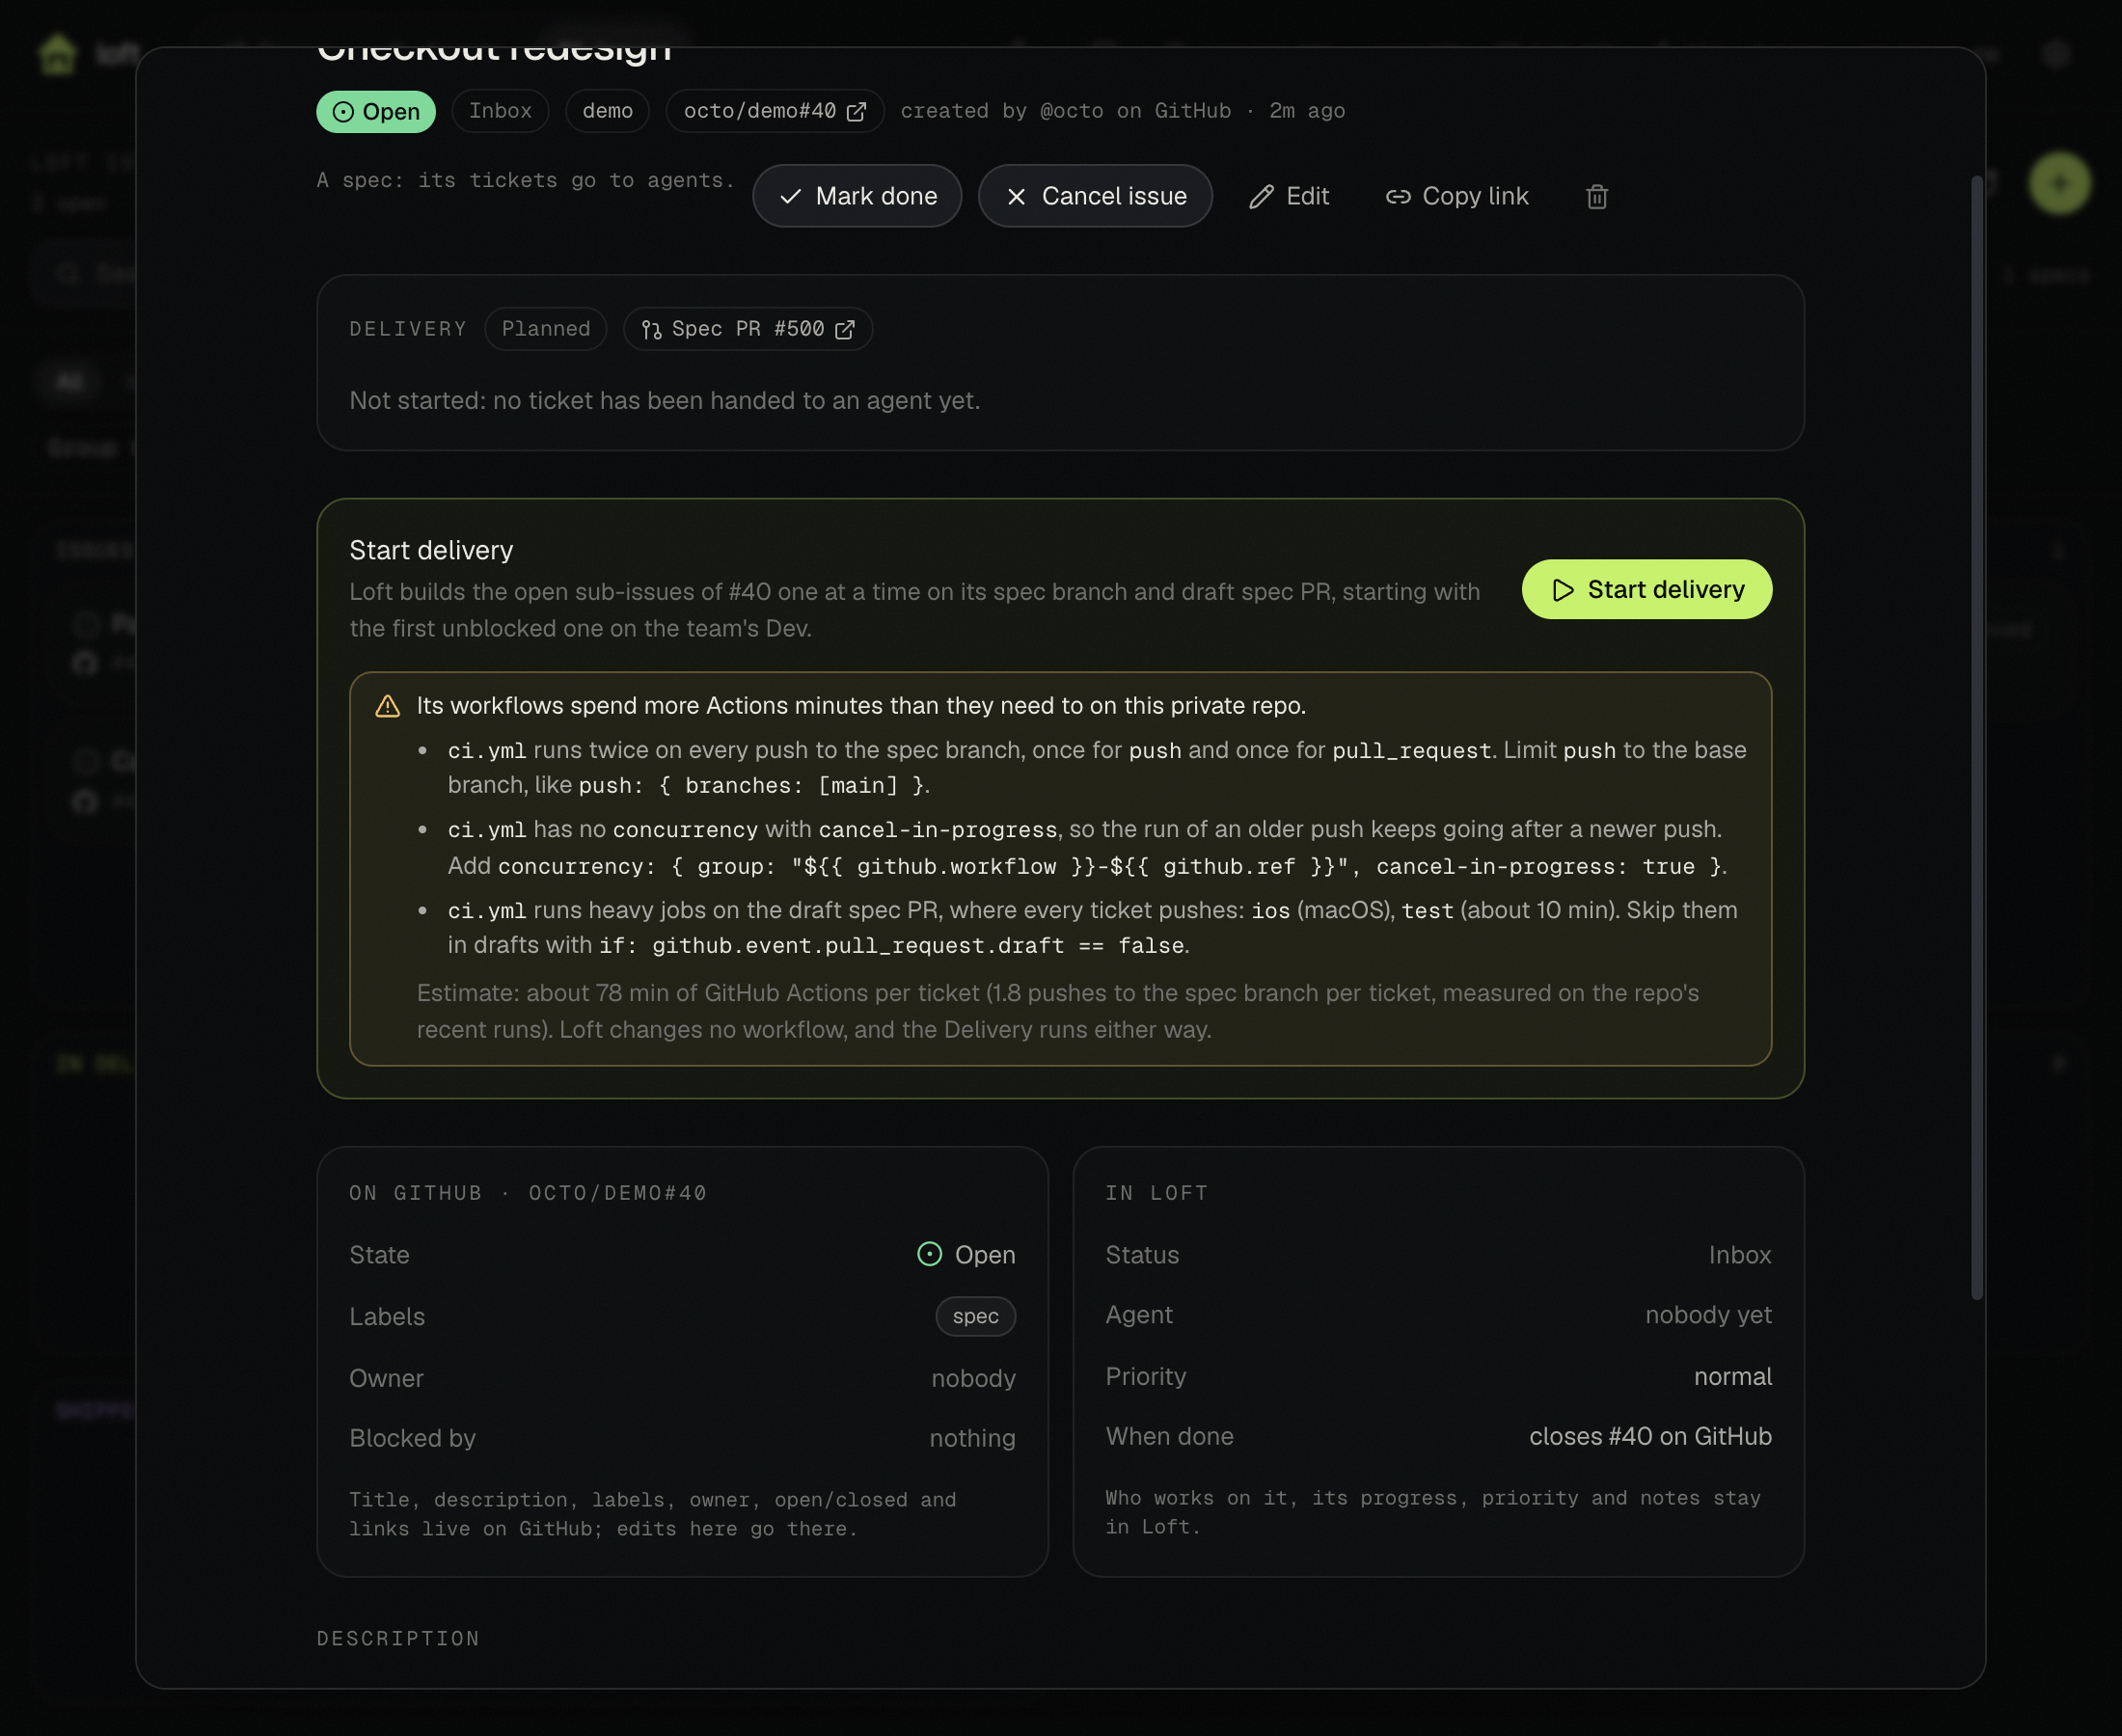 loft
Checkout redesign
Open Inbox demo octo/demo#40 created by @octo on GitHub · 2m ago
A spec: its tickets go to agents. Mark done Cancel issue Edit Copy link
DELIVERY Planned Spec PR #500
Not started: no ticket has been handed to an agent yet.
Start delivery
Loft builds the open sub-issues of #40 one at a time on its spec branch and draft spec PR, starting with
the first unblocked one on the team's Dev.
Start delivery
Its workflows spend more Actions minutes than they need to on this private repo.
• ci.yml runs twice on every push to the spec branch, once for push and once for pull_request. Limit push to the base
branch, like push: { branches: [main] }.
• ci.yml has no concurrency with cancel-in-progress, so the run of an older push keeps going after a newer push.
Add concurrency: { group: "${{ github.workflow }}-${{ github.ref }}", cancel-in-progress: true }.
• ci.yml runs heavy jobs on the draft spec PR, where every ticket pushes: ios (macOS), test (about 10 min). Skip them
in drafts with if: github.event.pull_request.draft == false.
Estimate: about 78 min of GitHub Actions per ticket (1.8 pushes to the spec branch per ticket, measured on the repo's
recent runs). Loft changes no workflow, and the Delivery runs either way.
ON GITHUB · OCTO/DEMO#40
State Open
Labels spec
Owner nobody
Blocked by nothing
Title, description, labels, owner, open/closed and
links live on GitHub; edits here go there.
IN LOFT
Status Inbox
Agent nobody yet
Priority normal
When done closes #40 on GitHub
Who works on it, its progress, priority and notes stay
in Loft.
DESCRIPTION